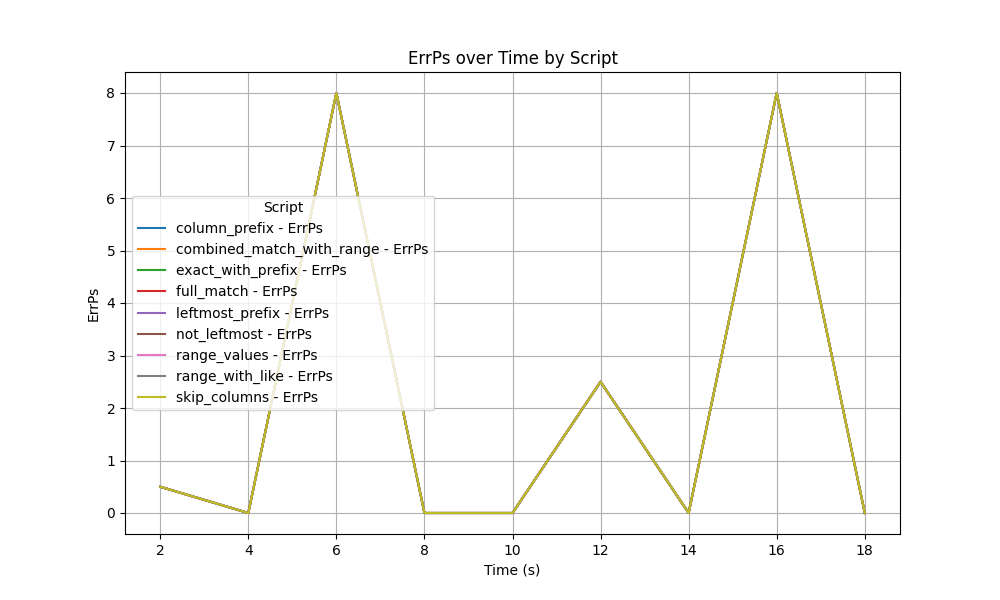 ErrPs over Time by Script
ErrPs
8
7
6
5
4
3
2
1
0
Script
column_prefix - ErrPs
combined_match_with_range - ErrPs
exact_with_prefix - ErrPs
full_match - ErrPs
leftmost_prefix - ErrPs
not_leftmost - ErrPs
range_values - ErrPs
range_with_like - ErrPs
skip_columns - ErrPs
2 4 6 8 10 12 14 16 18
Time (s)